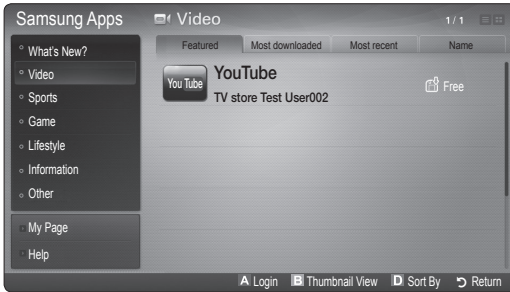 Samsung Apps
Video
1/1
What's New?
Video
Sports
Game
Lifestyle
Information
Other
My Page
Help
Featured
Most downloaded
Most recent
Name
You Tube
YouTube
TV store Test User002
Free
A Login
B Thumbnail View
D Sort By
Return